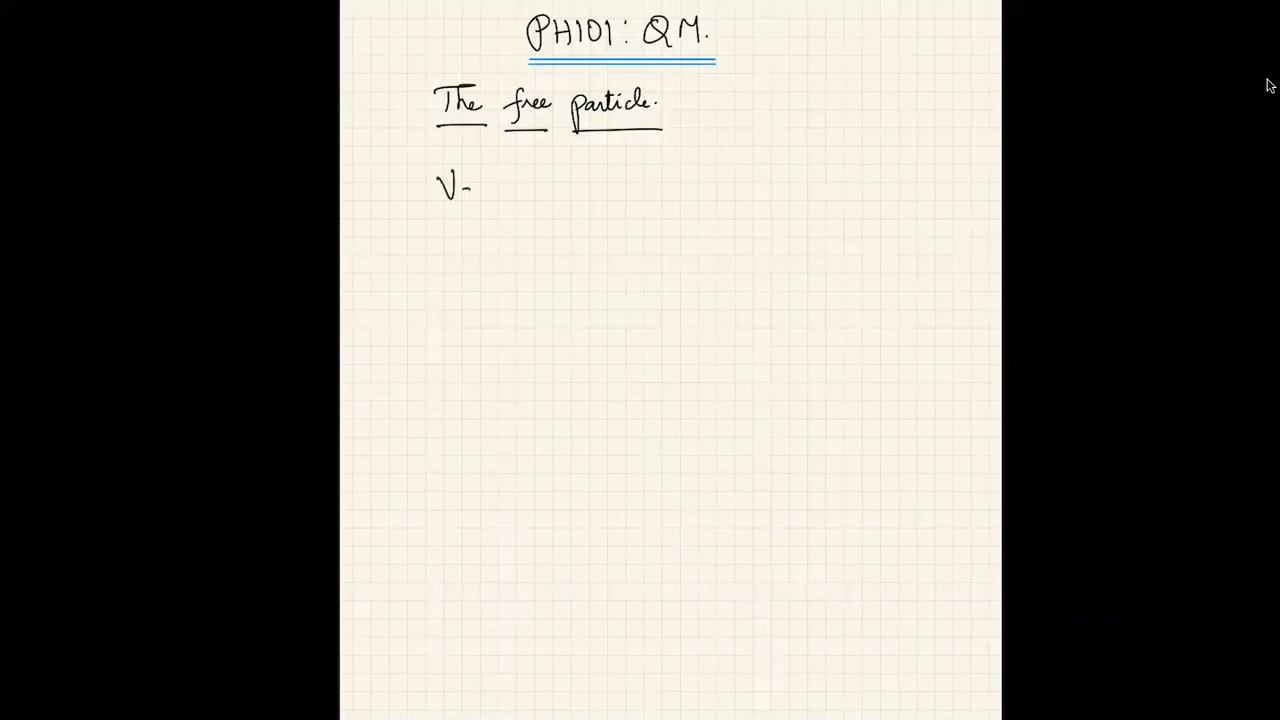 PH101: QM.
The free particle.
V-